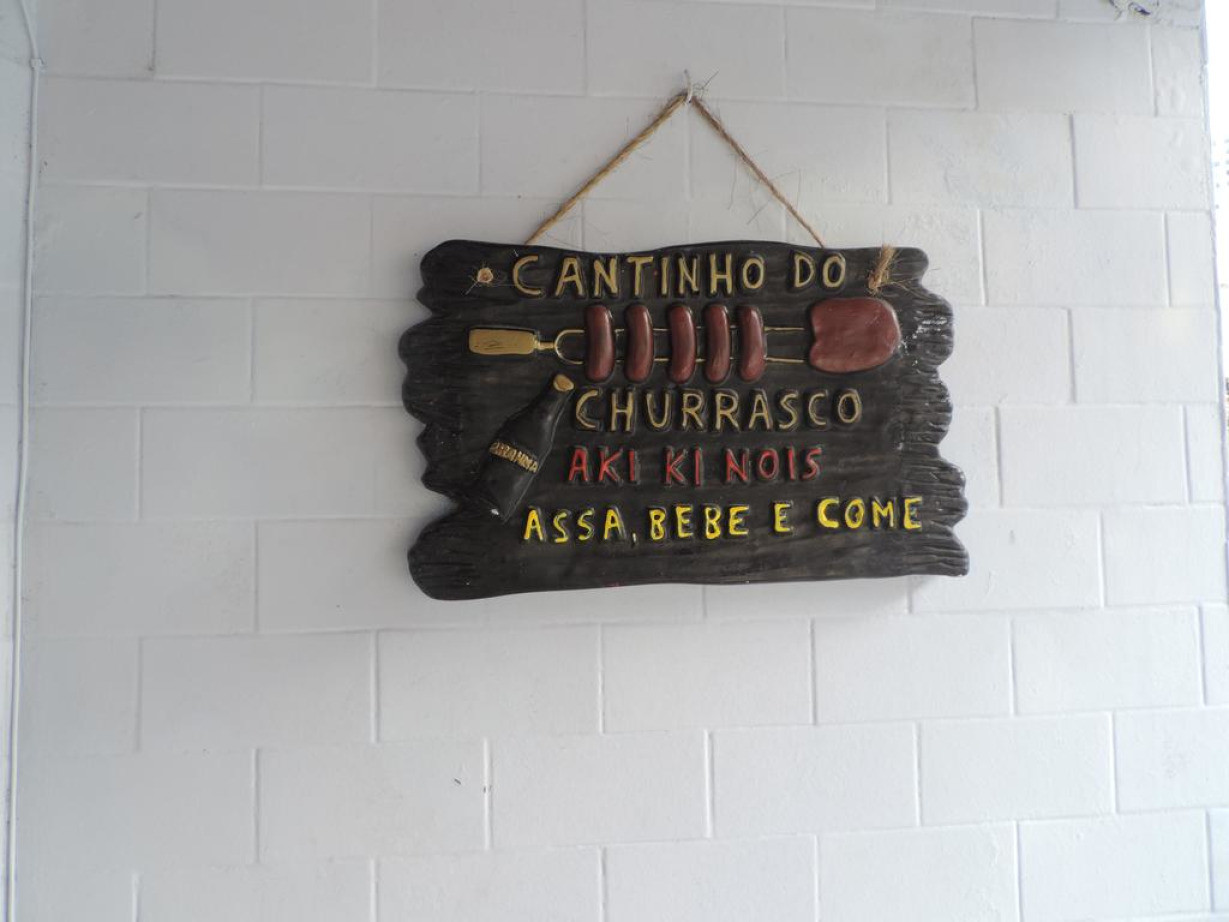 CANTINHO DO
CHURRASCO
AKI KI NOIS
ASSA, BEBE E COME